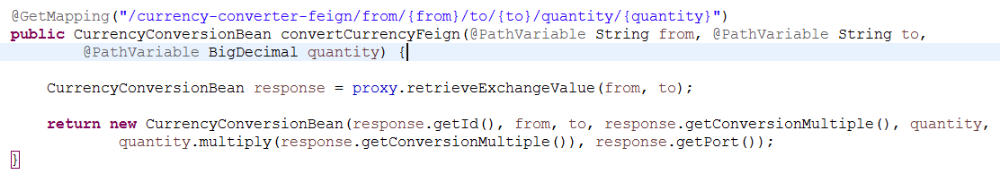 @GetMapping("/currency-converter-feign/from/{from}/to/{to}/quantity/{quantity}")
public CurrencyConversionBean convertCurrencyFeign(@PathVariable String from, @PathVariable String to,
@PathVariable BigDecimal quantity) {
CurrencyConversionBean response = proxy.retrieveExchangeValue(from, to);
return new CurrencyConversionBean(response.getId(), from, to, response.getConversionMultiple(), quantity,
quantity.multiply(response.getConversionMultiple()), response.getPort());
}